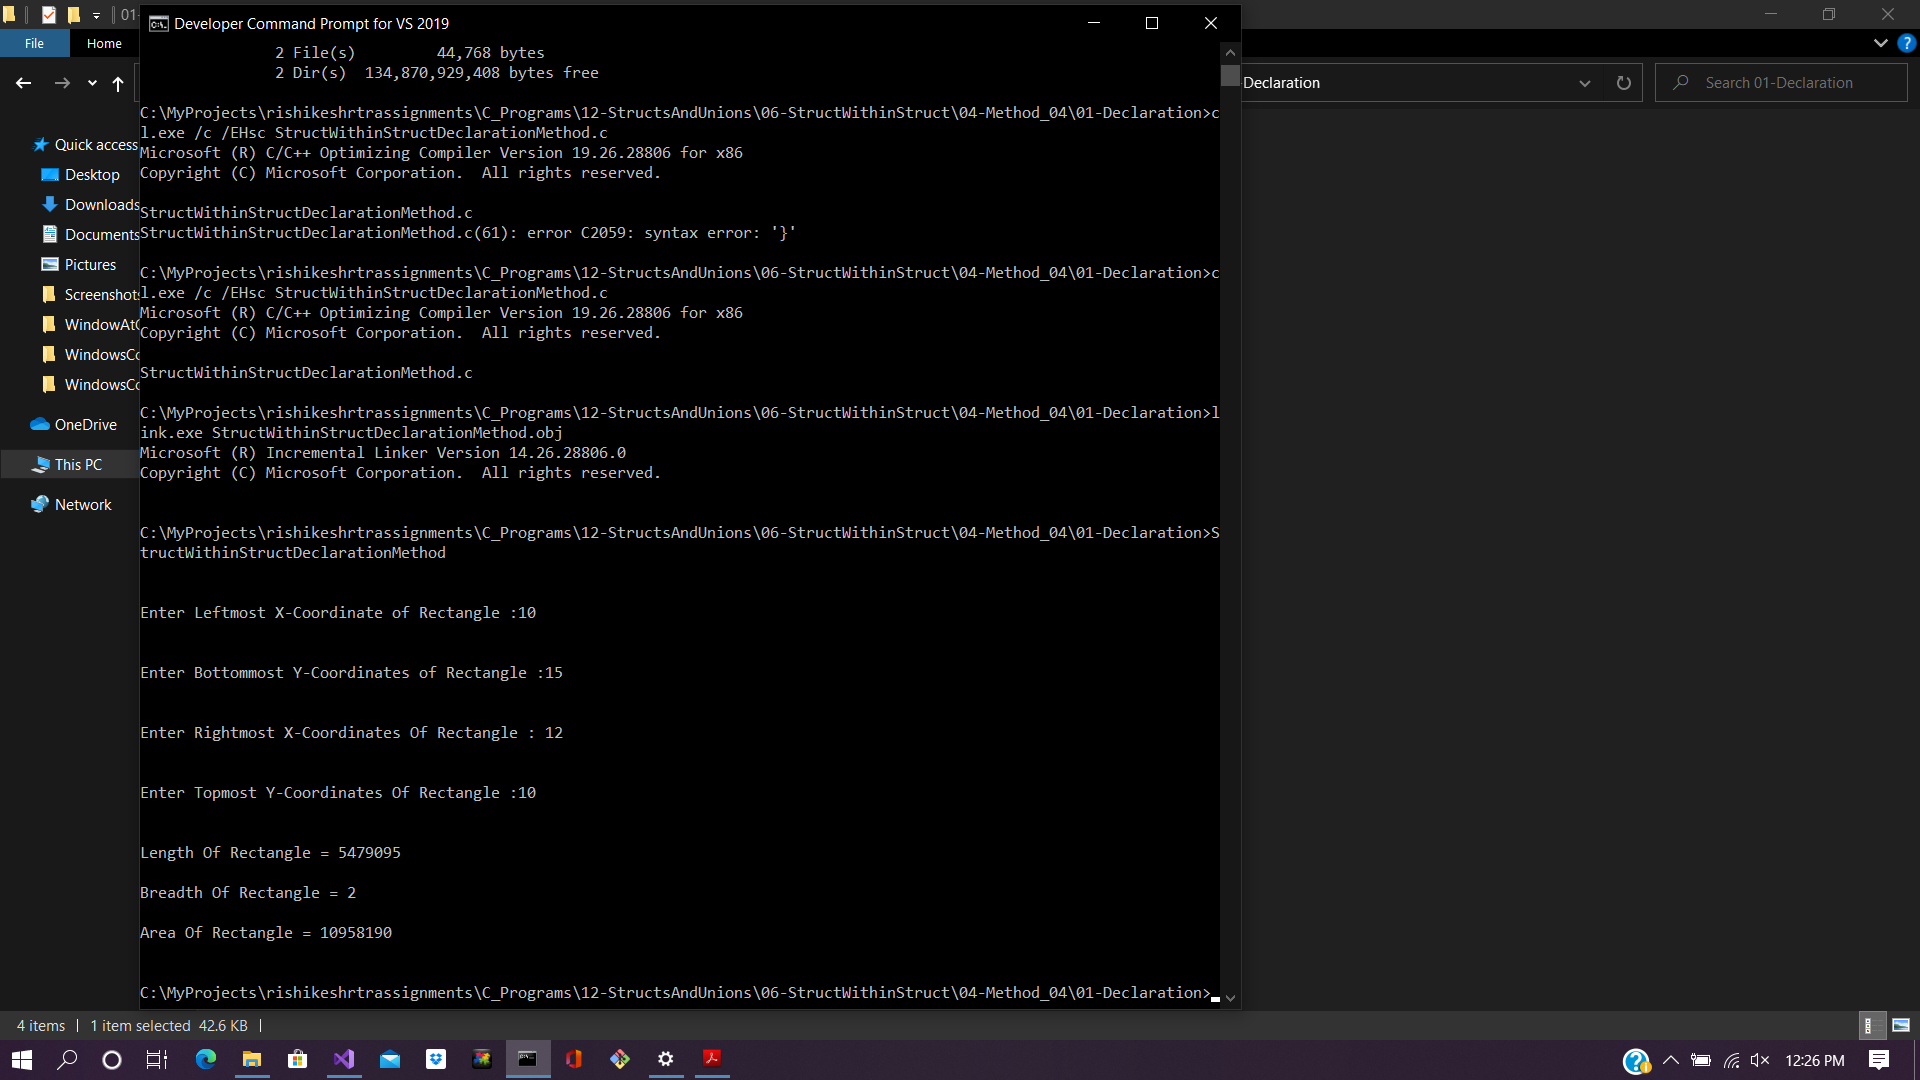 01-
Developer Command Prompt for VS 2019
File
Home
Declaration
Search 01-Declaration
Quick access
Desktop
Downloads
Documents
Pictures
Screenshots
WindowAt
WindowsCo
WindowsCo
OneDrive
This PC
Network
2 File(s)         44,768 bytes
2 Dir(s)  134,870,929,408 bytes free
C:\MyProjects\rishikeshrtrassignments\C_Programs\12-StructsAndUnions\06-StructWithinStruct\04-Method_04\01-Declaration>c
l.exe /c /EHsc StructWithinStructDeclarationMethod.c
Microsoft (R) C/C++ Optimizing Compiler Version 19.26.28806 for x86
Copyright (C) Microsoft Corporation.  All rights reserved.
StructWithinStructDeclarationMethod.c
StructWithinStructDeclarationMethod.c(61): error C2059: syntax error: '}'
C:\MyProjects\rishikeshrtrassignments\C_Programs\12-StructsAndUnions\06-StructWithinStruct\04-Method_04\01-Declaration>c
l.exe /c /EHsc StructWithinStructDeclarationMethod.c
Microsoft (R) C/C++ Optimizing Compiler Version 19.26.28806 for x86
Copyright (C) Microsoft Corporation.  All rights reserved.
StructWithinStructDeclarationMethod.c
C:\MyProjects\rishikeshrtrassignments\C_Programs\12-StructsAndUnions\06-StructWithinStruct\04-Method_04\01-Declaration>l
ink.exe StructWithinStructDeclarationMethod.obj
Microsoft (R) Incremental Linker Version 14.26.28806.0
Copyright (C) Microsoft Corporation.  All rights reserved.
C:\MyProjects\rishikeshrtrassignments\C_Programs\12-StructsAndUnions\06-StructWithinStruct\04-Method_04\01-Declaration>S
tructWithinStructDeclarationMethod
Enter Leftmost X-Coordinate of Rectangle :10
Enter Bottommost Y-Coordinates of Rectangle :15
Enter Rightmost X-Coordinates Of Rectangle : 12
Enter Topmost Y-Coordinates Of Rectangle :10
Length Of Rectangle = 5479095
Breadth Of Rectangle = 2
Area Of Rectangle = 10958190
C:\MyProjects\rishikeshrtrassignments\C_Programs\12-StructsAndUnions\06-StructWithinStruct\04-Method_04\01-Declaration>
4 items
1 item selected  42.6 KB
12:26 PM